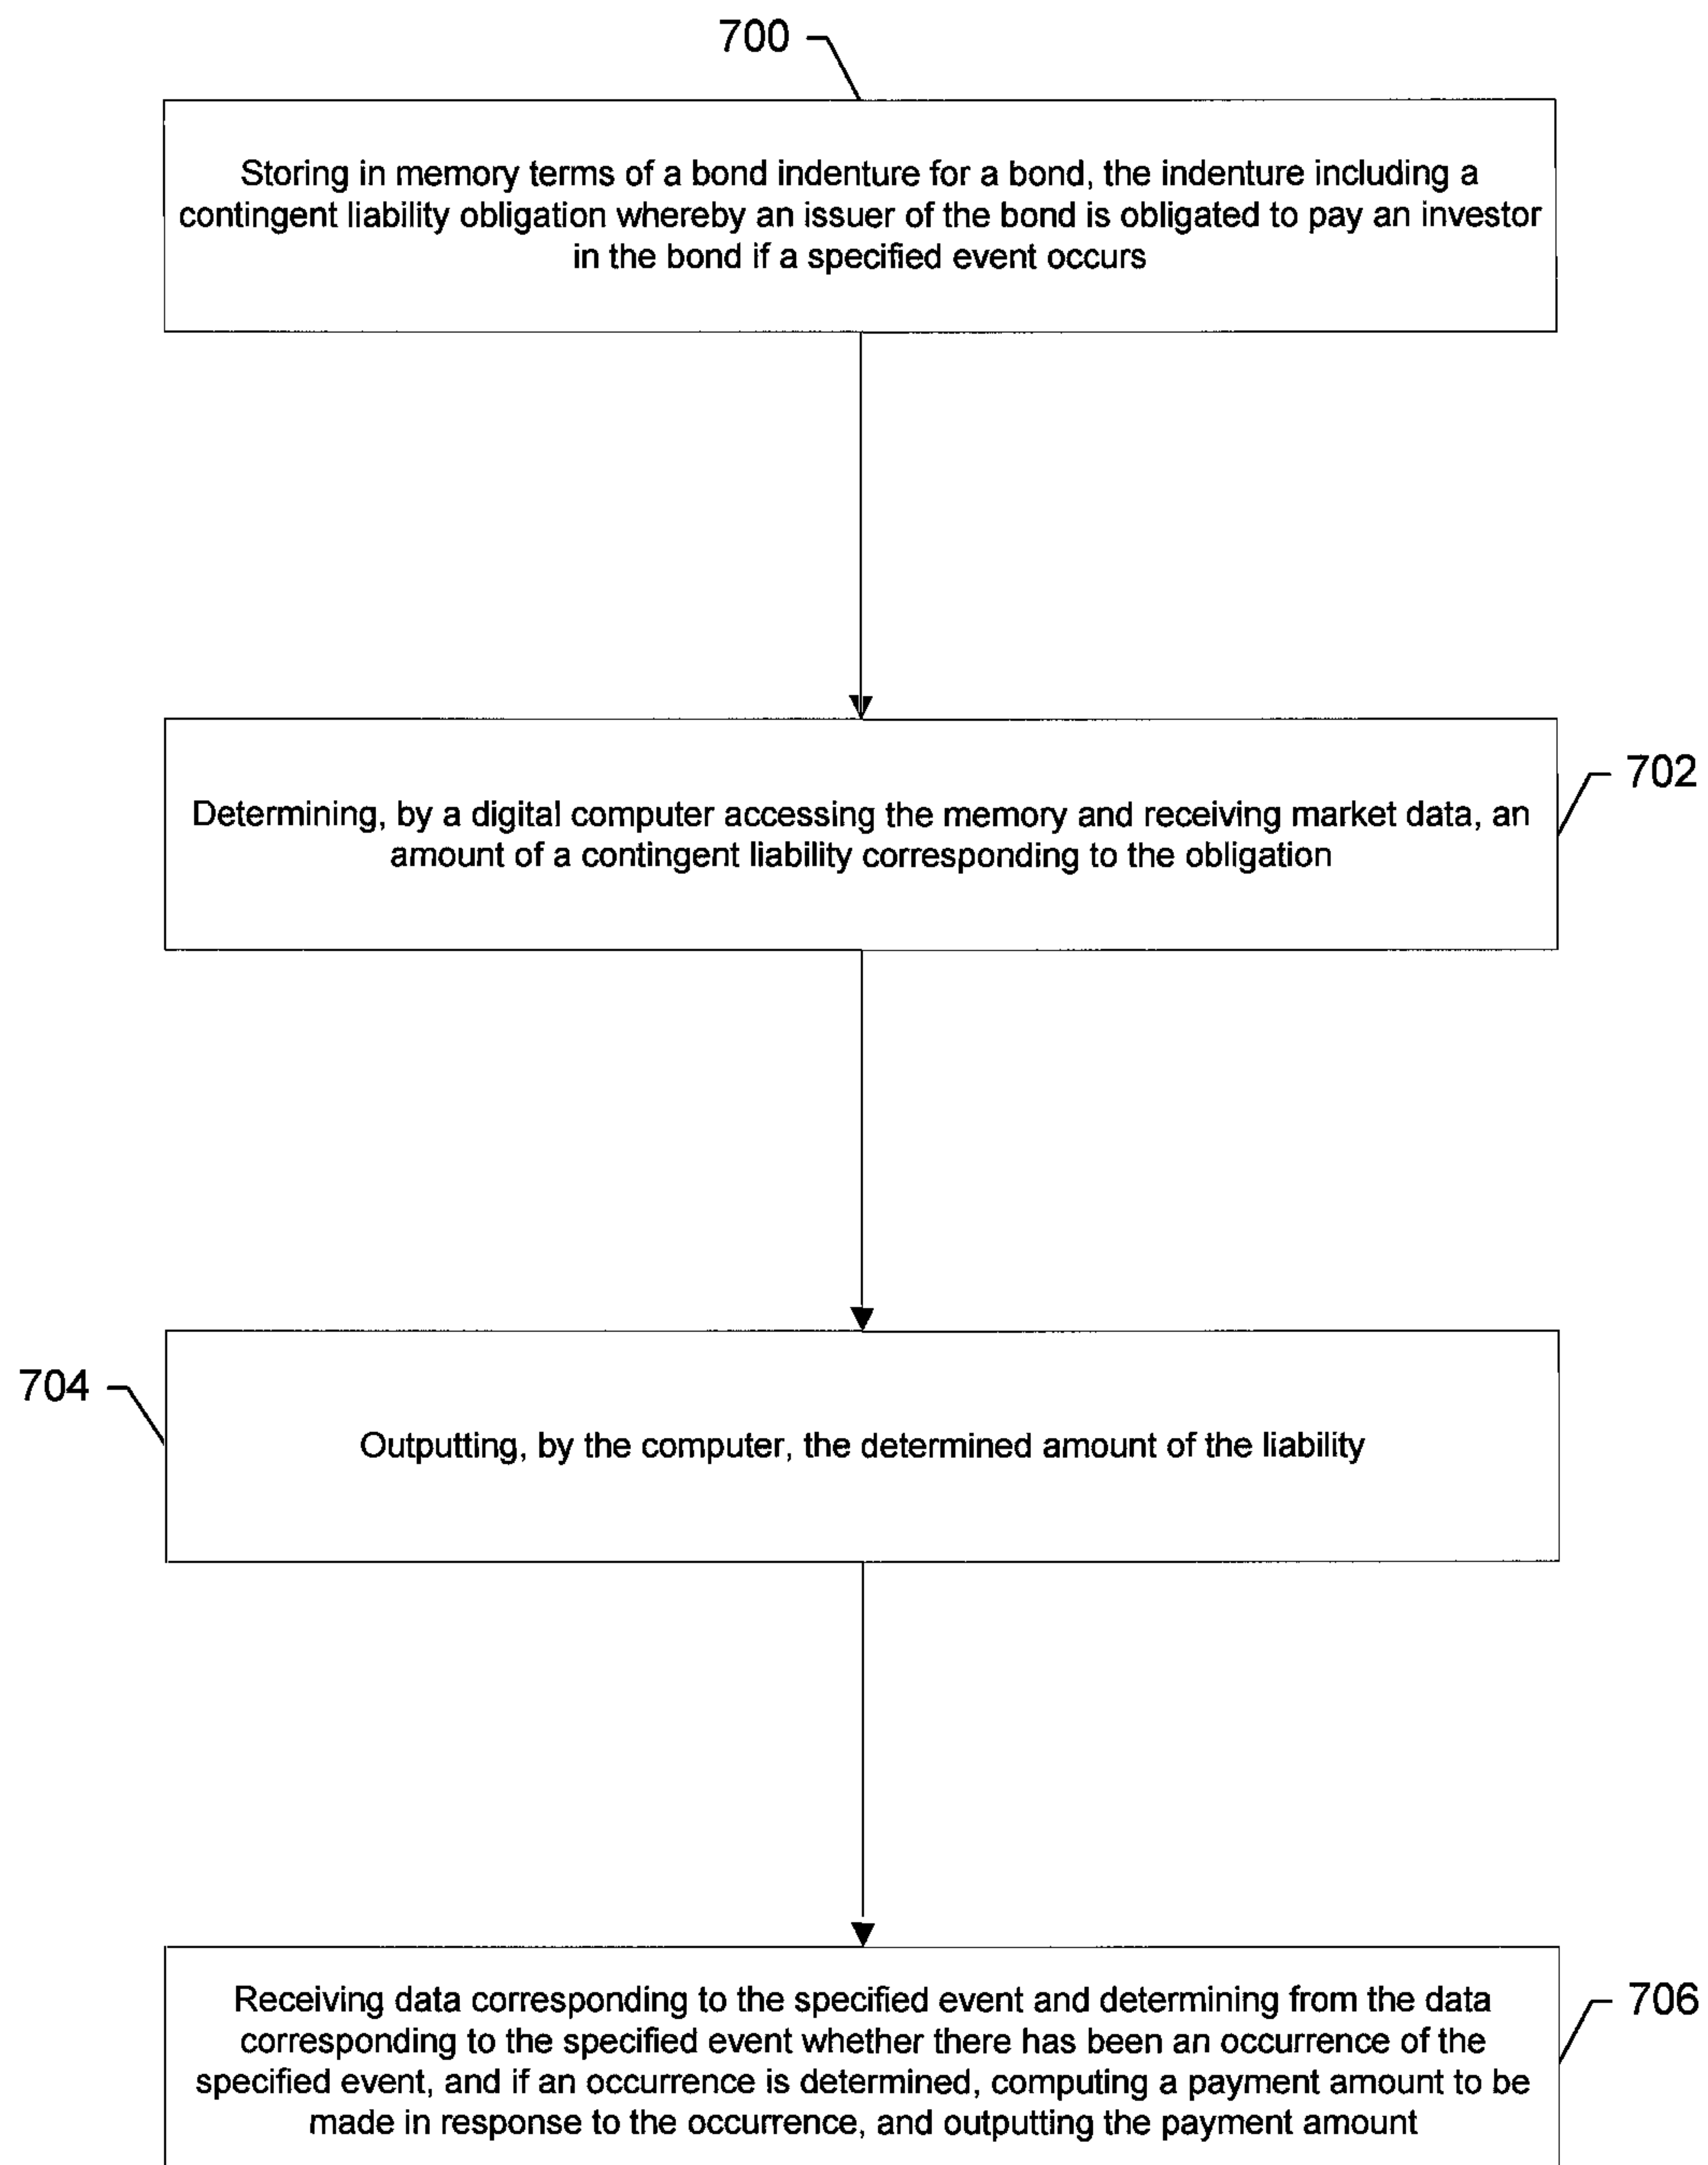 700
Storing in memory terms of a bond indenture for a bond, the indenture including a
contingent liability obligation whereby an issuer of the bond is obligated to pay an investor
in the bond if a specified event occurs
702
Determining, by a digital computer accessing the memory and receiving market data, an
amount of a contingent liability corresponding to the obligation
704
Outputting, by the computer, the determined amount of the liability
706
Receiving data corresponding to the specified event and determining from the data
corresponding to the specified event whether there has been an occurrence of the
specified event, and if an occurrence is determined, computing a payment amount to be
made in response to the occurrence, and outputting the payment amount